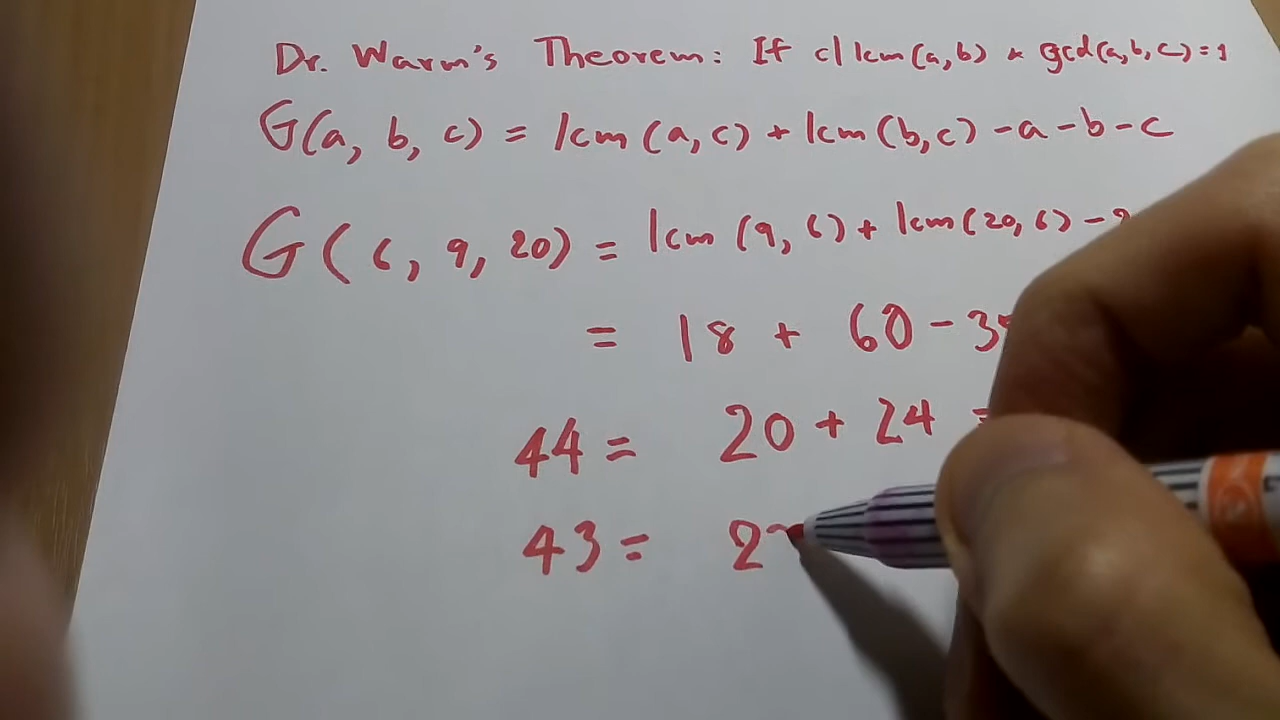 Dr. Warm's Theorem: If c|lcm(a,b) & gcd(a,b,c)=1
G(a, b, c) = lcm(a,c) + lcm(b,c) -a-b-c
G(6, 9, 20) = lcm(9,6) + lcm(20,6) -
= 18 + 60 - 3
44 = 20 + 24 =
43 = 2